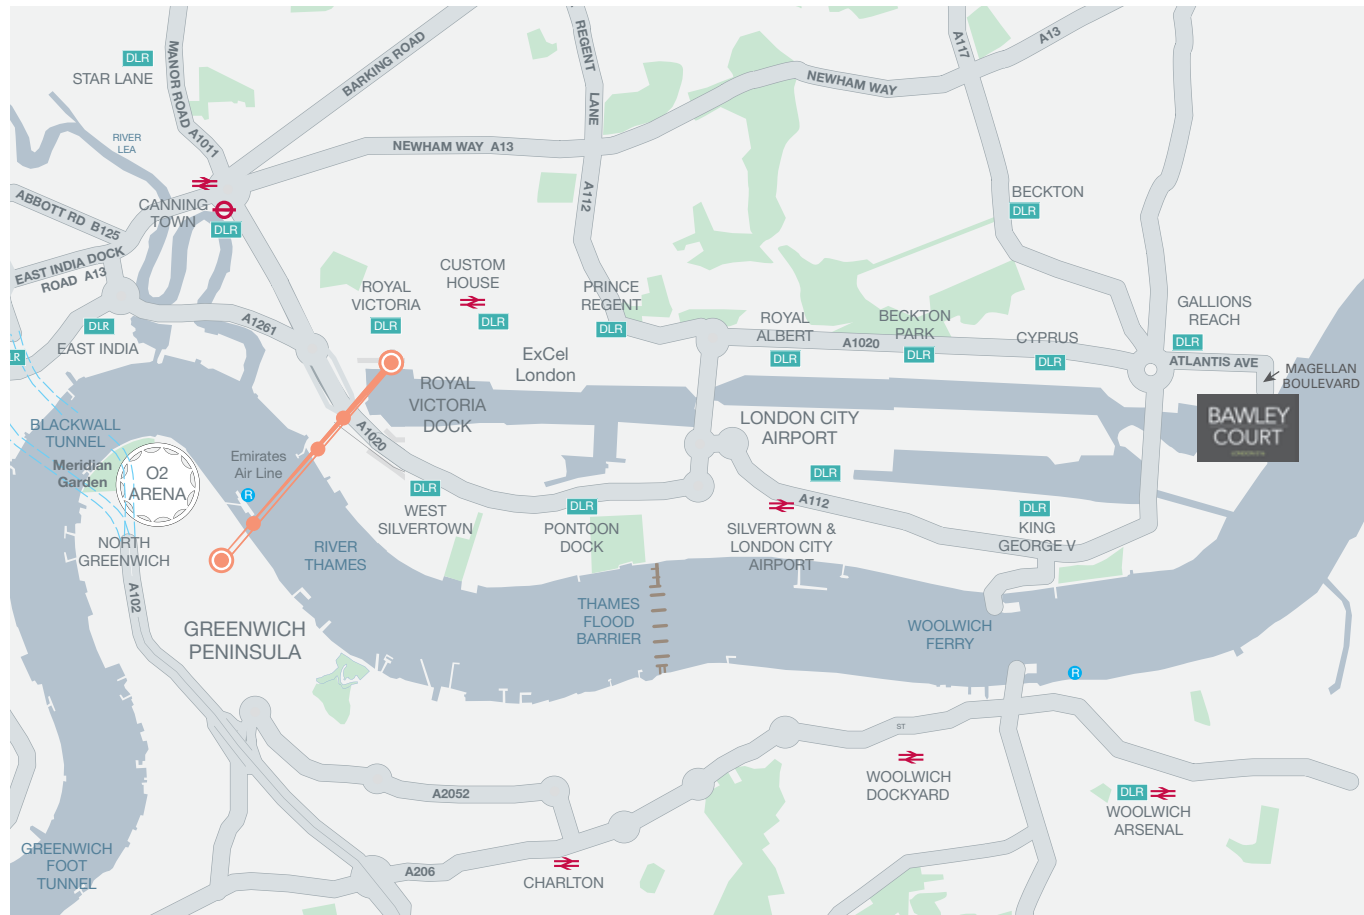 DLR
STAR LANE
MANOR ROAD A1011
BARKING ROAD
REGENT
LANE
A117
A13
NEWHAM WAY
RIVER
LEA
NEWHAM WAY A13
A112
ABBOTT RD B125
CANNING
TOWN
DLR
BECKTON
DLR
EAST INDIA DOCK
ROAD A13
CUSTOM
HOUSE
DLR
ROYAL
VICTORIA
DLR
PRINCE
REGENT
DLR
ROYAL
ALBERT
DLR
BECKTON
PARK
DLR
A1020
CYPRUS
DLR
GALLIONS
REACH
DLR
ATLANTIS AVE
MAGELLAN
BOULEVARD
A1261
DLR
EAST INDIA
LR
ExCel
London
ROYAL
VICTORIA
DOCK
BAWLEY
COURT
BLACKWALL
TUNNEL
Meridian
Garden
O2
ARENA
Emirates
Air Line
R
A1020
LONDON CITY
AIRPORT
DLR
DLR
WEST
SILVERTOWN
DLR
PONTOON
DOCK
A112
SILVERTOWN &
LONDON CITY
AIRPORT
DLR
KING
GEORGE V
NORTH
GREENWICH
RIVER
THAMES
A102
GREENWICH
PENINSULA
THAMES
FLOOD
BARRIER
WOOLWICH
FERRY
R
ST
WOOLWICH
DOCKYARD
DLR
WOOLWICH
ARSENAL
A2052
GREENWICH
FOOT
TUNNEL
A206
CHARLTON